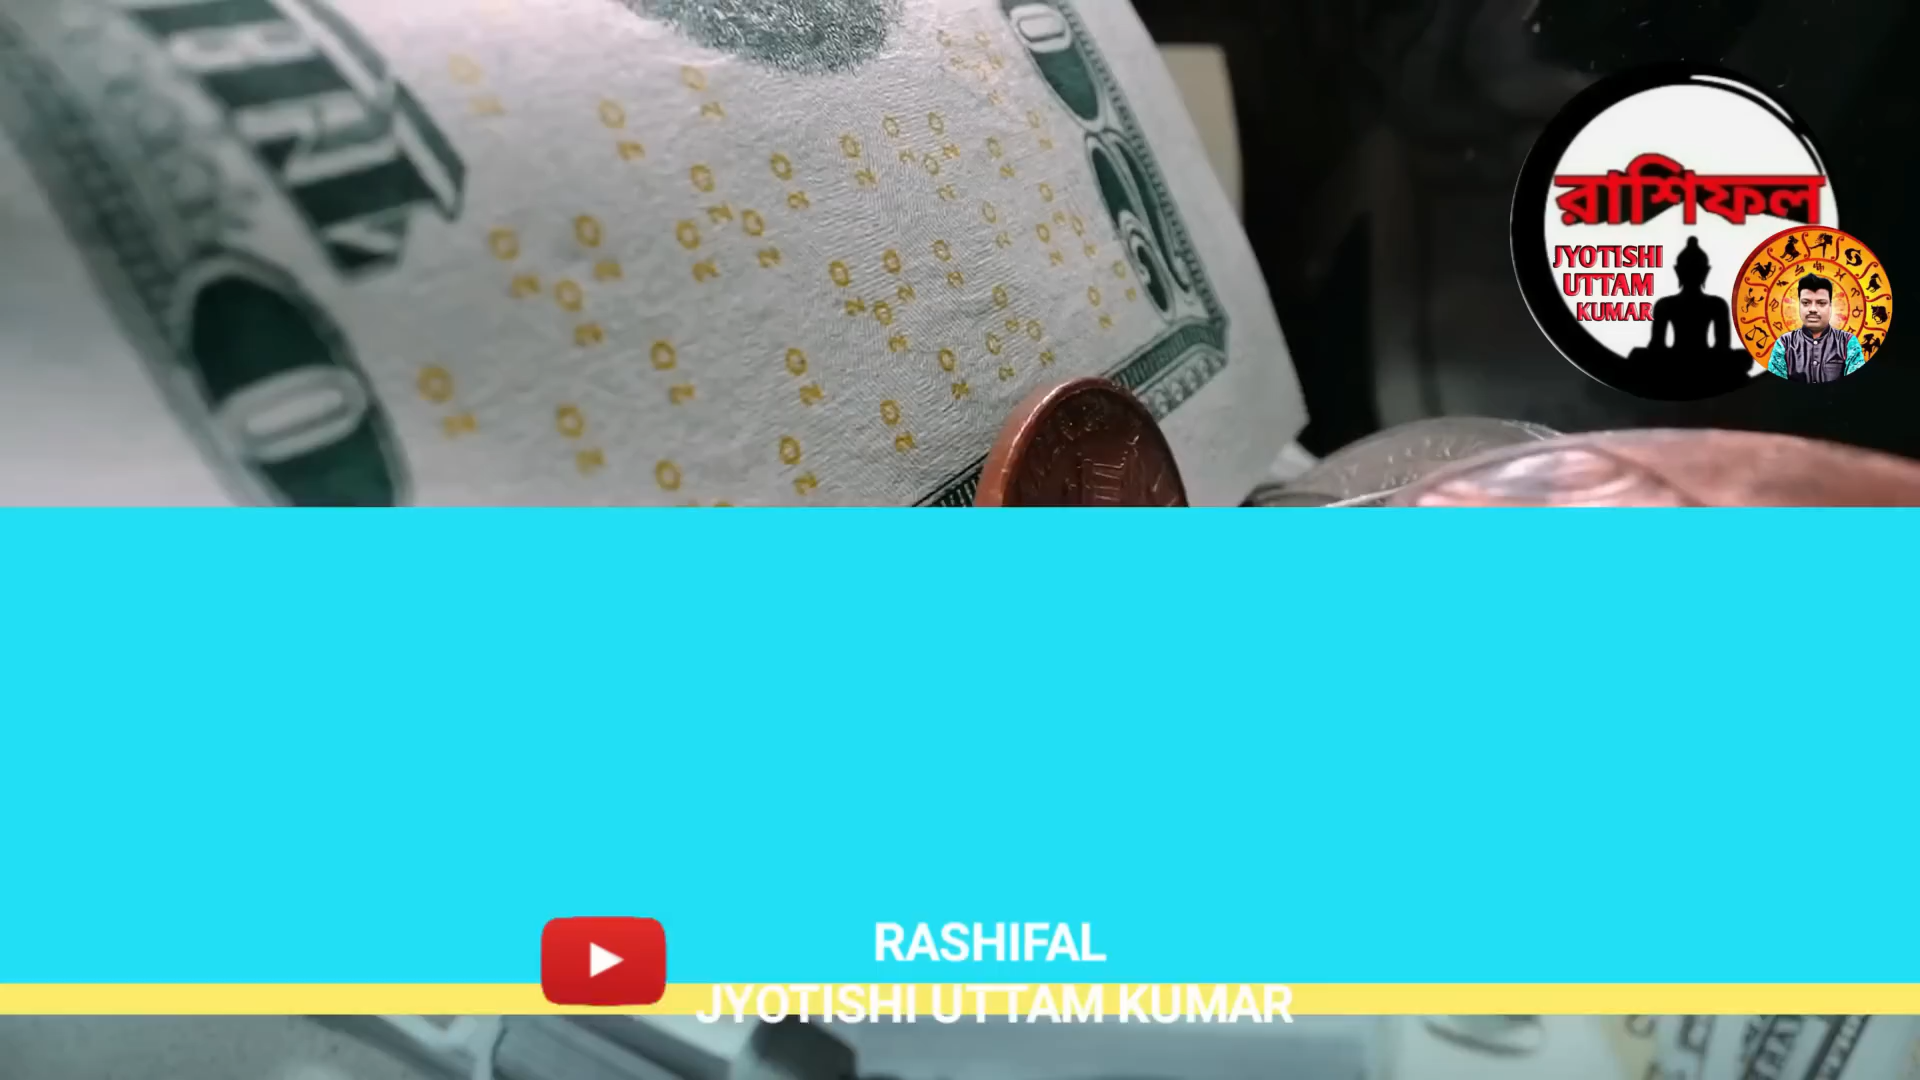 রাশিফল
JYOTISHI
UTTAM
KUMAR
RASHIFAL
JYOTISHI UTTAM KUMAR